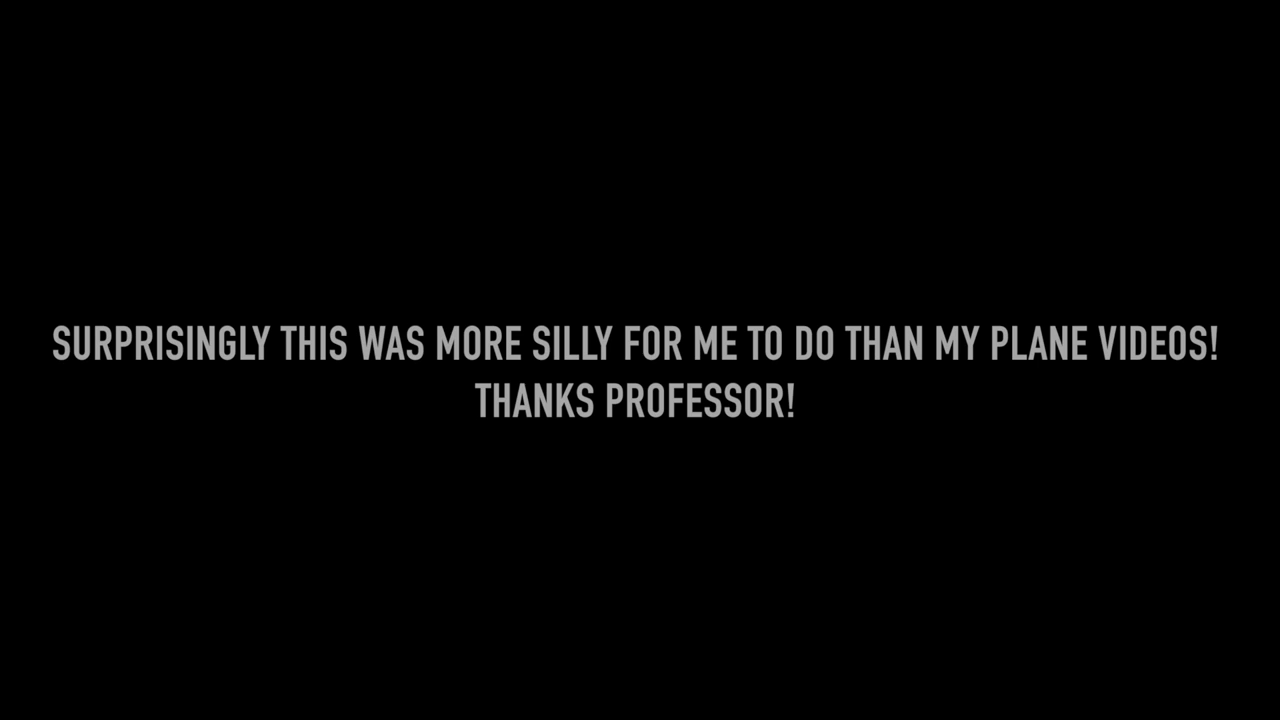 SURPRISINGLY THIS WAS MORE SILLY FOR ME TO DO THAN MY PLANE VIDEOS!
THANKS PROFESSOR!